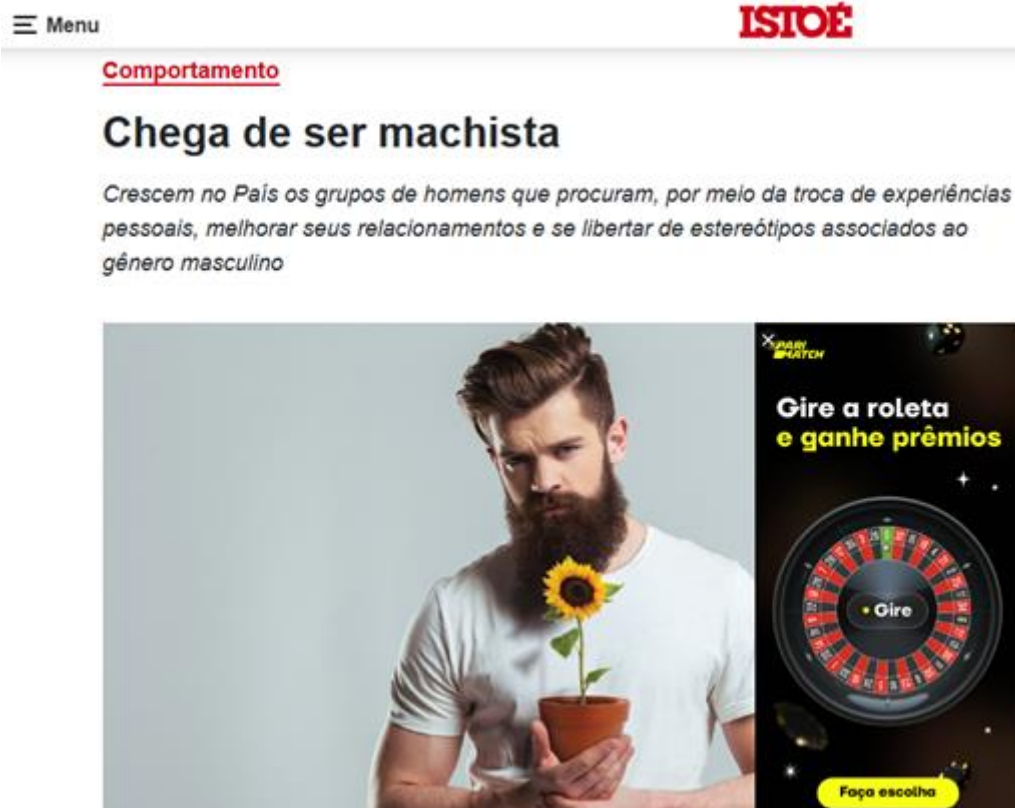 Menu
ISTOÉ
Comportamento
Chega de ser machista
Crescem no País os grupos de homens que procuram, por meio da troca de experiências
pessoais, melhorar seus relacionamentos e se libertar de estereótipos associados ao
gênero masculino
PARI
MATCH
Gire a roleta
e ganhe prêmios
Gire
Faça escolha